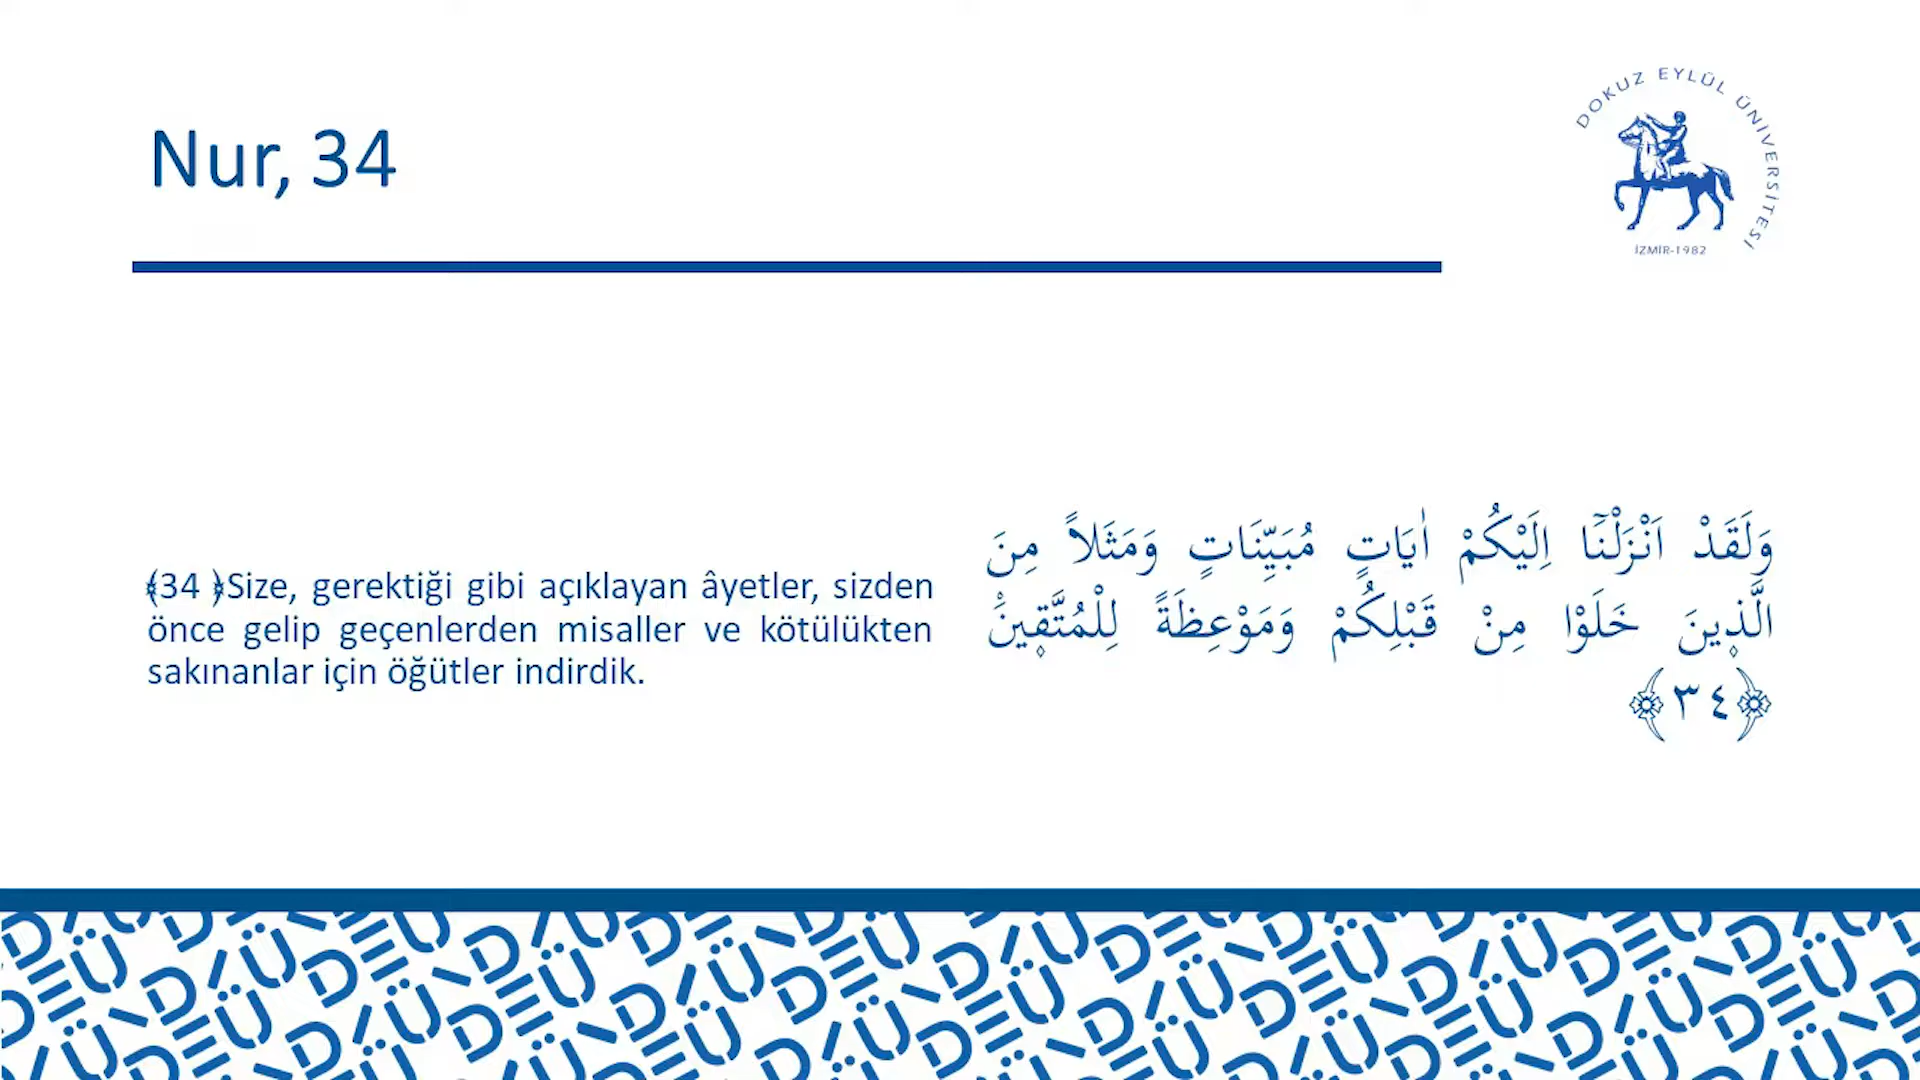 Nur, 34
DOKUZ EYLÜL ÜNİVERSİTESİ
İZMİR-1982
﴾34 ﴿Size, gerektiği gibi açıklayan âyetler, sizden
önce gelip geçenlerden misaller ve kötülükten
sakınanlar için öğütler indirdik.
وَلَقَدْ اَنْزَلْنَٓا اِلَيْكُمْ اٰيَاتٍ مُبَيِّنَاتٍ وَمَثَلاً مِنَ
الَّذ۪ينَ خَلَوْا مِنْ قَبْلِكُمْ وَمَوْعِظَةً لِلْمُتَّق۪ينَ۟
﴿٣٤﴾